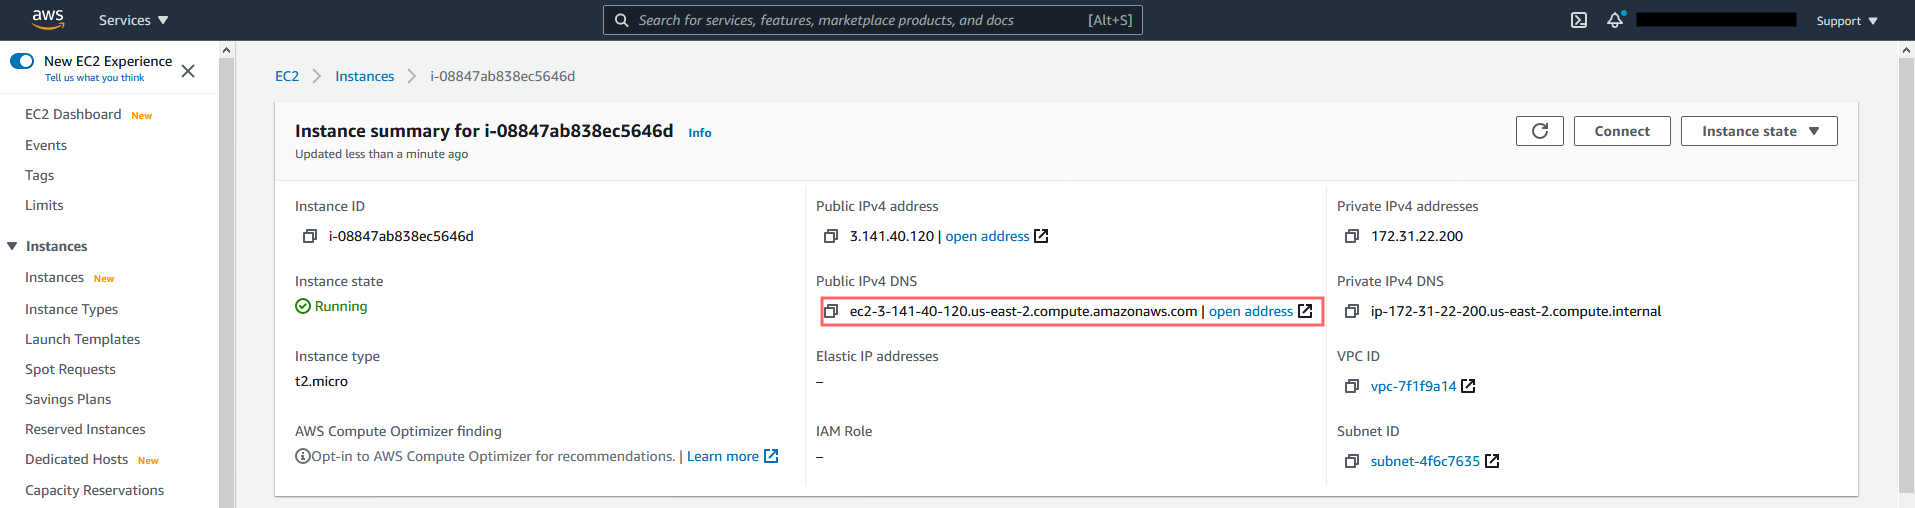 aws
Services
Search for services, features, marketplace products, and docs [Alt+S]
Support
New EC2 Experience
Tell us what you think
EC2 Dashboard New
Events
Tags
Limits
Instances
Instances New
Instance Types
Launch Templates
Spot Requests
Savings Plans
Reserved Instances
Dedicated Hosts New
Capacity Reservations
EC2 Instances i-08847ab838ec5646d
Instance summary for i-08847ab838ec5646d Info
Updated less than a minute ago
Connect
Instance state
Instance ID
i-08847ab838ec5646d
Public IPv4 address
3.141.40.120 | open address
Private IPv4 addresses
172.31.22.200
Instance state
Running
Public IPv4 DNS
ec2-3-141-40-120.us-east-2.compute.amazonaws.com | open address
Private IPv4 DNS
ip-172-31-22-200.us-east-2.compute.internal
Instance type
t2.micro
Elastic IP addresses
–
VPC ID
vpc-7f1f9a14
AWS Compute Optimizer finding
Opt-in to AWS Compute Optimizer for recommendations. | Learn more
IAM Role
–
Subnet ID
subnet-4f6c7635